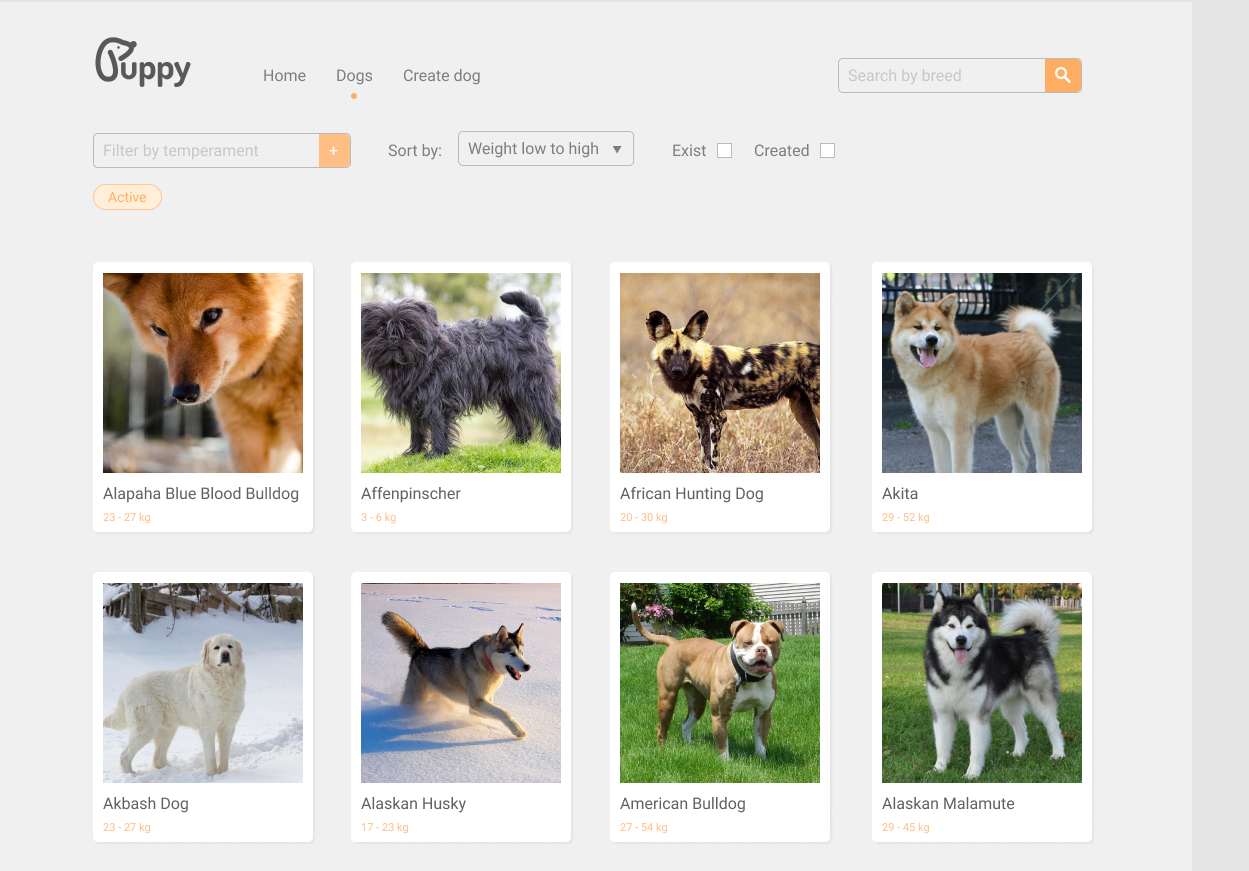 Puppy
Home Dogs Create dog
Search by breed
Filter by temperament +
Sort by: Weight low to high ▼
Exist Created
Active
Alapaha Blue Blood Bulldog
23 - 27 kg
Affenpinscher
3 - 6 kg
African Hunting Dog
20 - 30 kg
Akita
29 - 52 kg
Akbash Dog
23 - 27 kg
Alaskan Husky
17 - 23 kg
American Bulldog
27 - 54 kg
Alaskan Malamute
29 - 45 kg